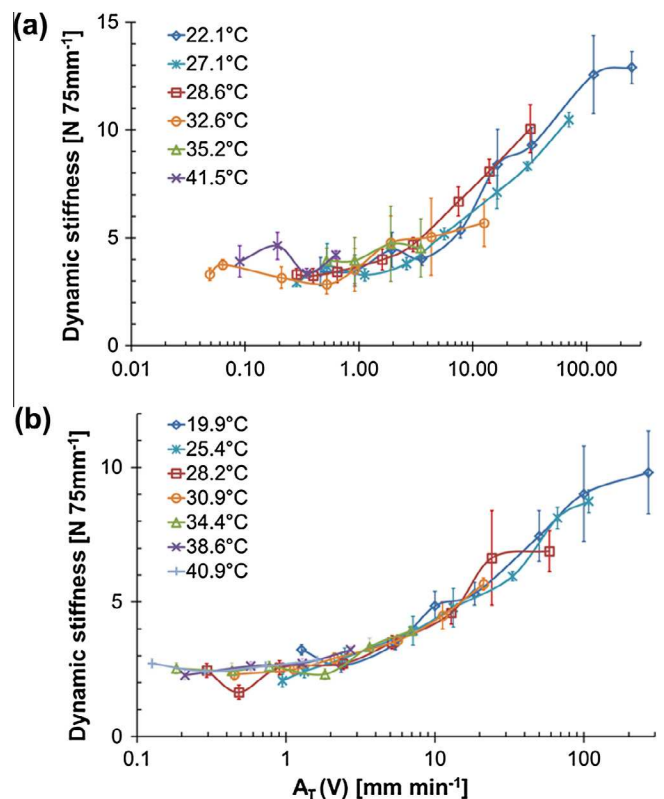 (a)
22.1°C
27.1°C
28.6°C
32.6°C
35.2°C
41.5°C
Dynamic stiffness [N 75mm⁻¹]
15
10
5
0
0.01 0.10 1.00 10.00 100.00
(b)
19.9°C
25.4°C
28.2°C
30.9°C
34.4°C
38.6°C
40.9°C
Dynamic stiffness [N 75mm⁻¹]
10
5
0
0.1 1 10 100
A_T (V) [mm min⁻¹]